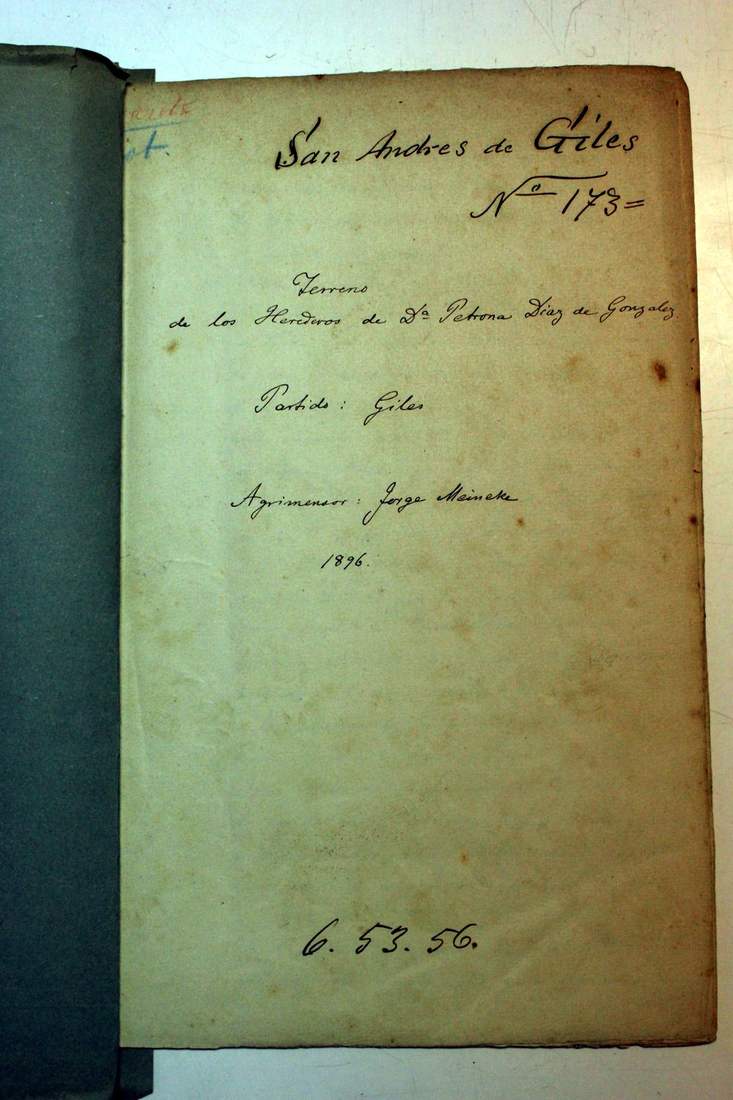 San Andres de Giles
Nº 173=
Terreno
de los Herederos de Dª Petrona Diaz de Gonzalez
Partido: Giles
Agrimensor: Jorge Meineke
1896.
6. 53. 56.